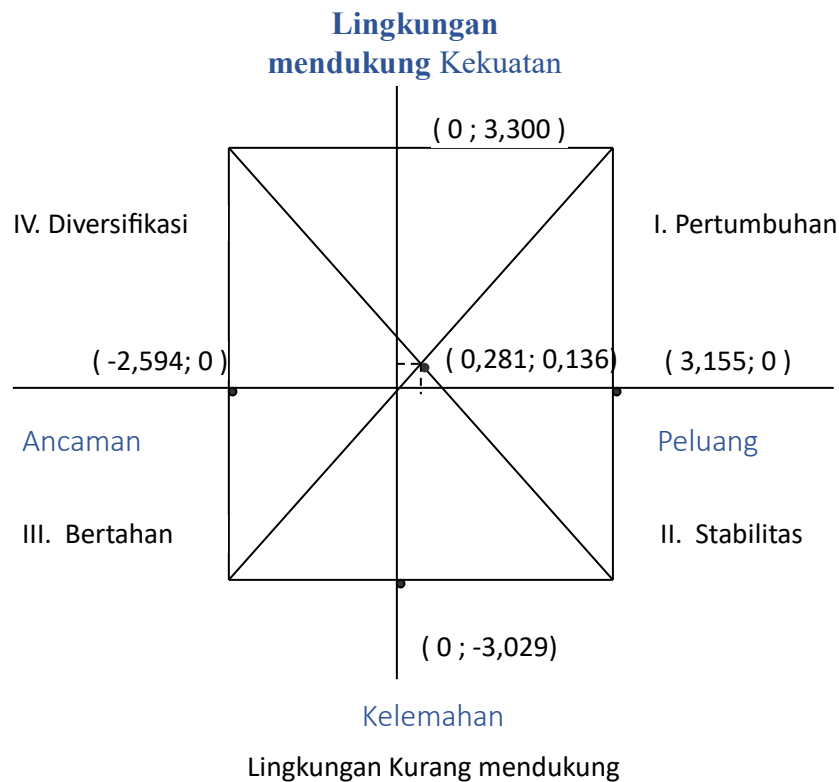 Lingkungan
mendukung Kekuatan
( 0 ; 3,300 )
IV. Diversifikasi
I. Pertumbuhan
( -2,594; 0 )
( 0,281; 0,136)
( 3,155; 0 )
Ancaman
Peluang
III. Bertahan
II. Stabilitas
( 0 ; -3,029)
Kelemahan
Lingkungan Kurang mendukung